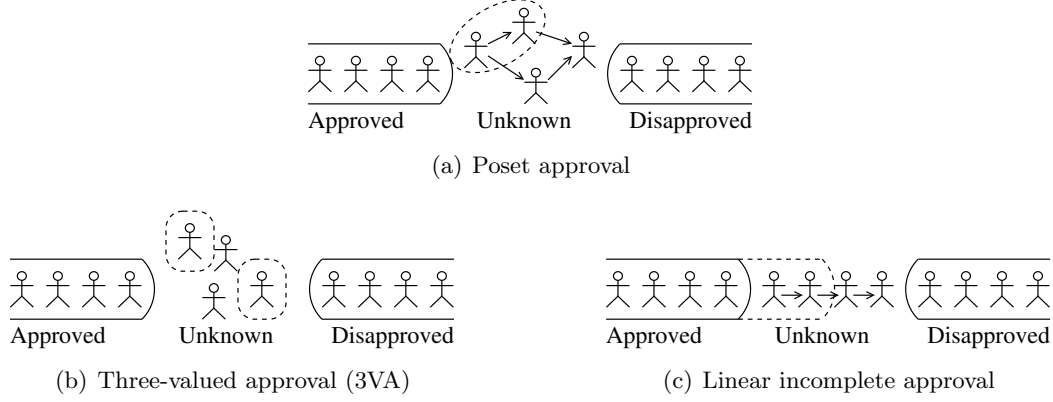 Approved Unknown Disapproved
(a) Poset approval
Approved Unknown Disapproved
Approved Unknown Disapproved
(b) Three-valued approval (3VA)
(c) Linear incomplete approval